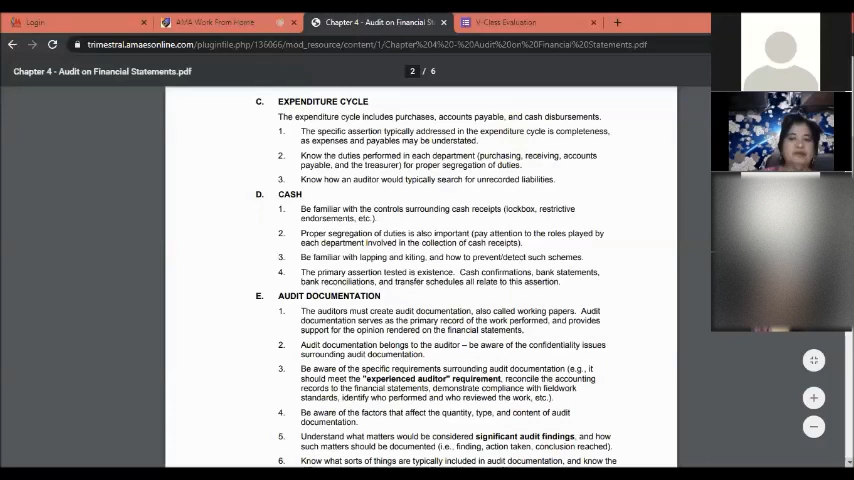 Login
AMA Work From Home
Chapter 4 - Audit on Financial St
V-Class Evaluation
trimestral.amaesonline.com/pluginfile.php/136066/mod_resource/content/1/Chapter%204%20-%20Audit%20on%20Financial%20Statements.pdf
Chapter 4 - Audit on Financial Statements.pdf
2 / 6
C. EXPENDITURE CYCLE
The expenditure cycle includes purchases, accounts payable, and cash disbursements.
1. The specific assertion typically addressed in the expenditure cycle is completeness,
as expenses and payables may be understated.
2. Know the duties performed in each department (purchasing, receiving, accounts
payable, and the treasurer) for proper segregation of duties.
3. Know how an auditor would typically search for unrecorded liabilities.
D. CASH
1. Be familiar with the controls surrounding cash receipts (lockbox, restrictive
endorsements, etc.).
2. Proper segregation of duties is also important (pay attention to the roles played by
each department involved in the collection of cash receipts).
3. Be familiar with lapping and kiting, and how to prevent/detect such schemes.
4. The primary assertion tested is existence. Cash confirmations, bank statements,
bank reconciliations, and transfer schedules all relate to this assertion.
E. AUDIT DOCUMENTATION
1. The auditors must create audit documentation, also called working papers. Audit
documentation serves as the primary record of the work performed, and provides
support for the opinion rendered on the financial statements.
2. Audit documentation belongs to the auditor – be aware of the confidentiality issues
surrounding audit documentation.
3. Be aware of the specific requirements surrounding audit documentation (e.g., it
should meet the "experienced auditor" requirement, reconcile the accounting
records to the financial statements, demonstrate compliance with fieldwork
standards, identify who performed and who reviewed the work, etc.).
4. Be aware of the factors that affect the quantity, type, and content of audit
documentation.
5. Understand what matters would be considered significant audit findings, and how
such matters should be documented (i.e., finding, action taken, conclusion reached).
6. Know what sorts of things are typically included in audit documentation, and know the